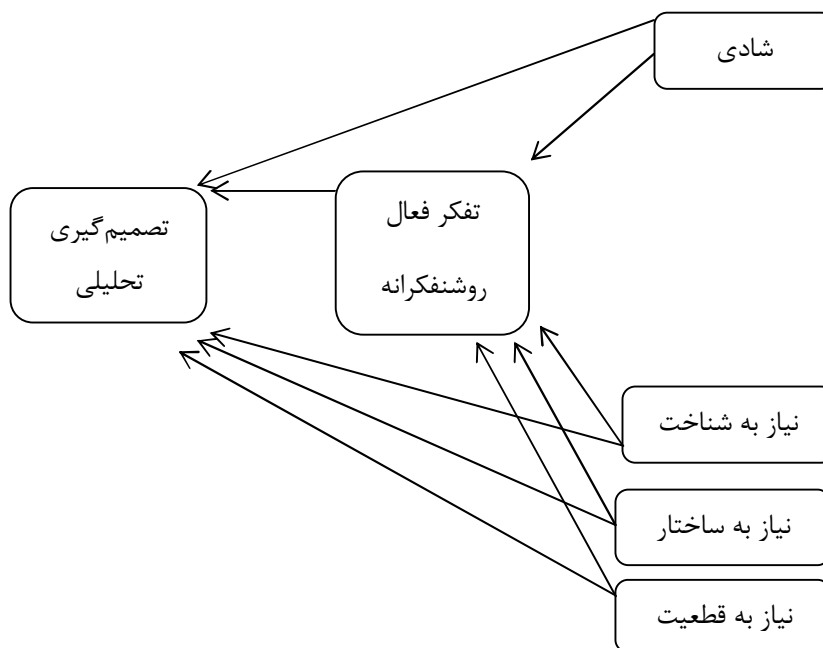 شادی
تفکر فعال
روشنفکرانه
تصمیم‌گیری
تحلیلی
نیاز به شناخت
نیاز به ساختار
نیاز به قطعیت